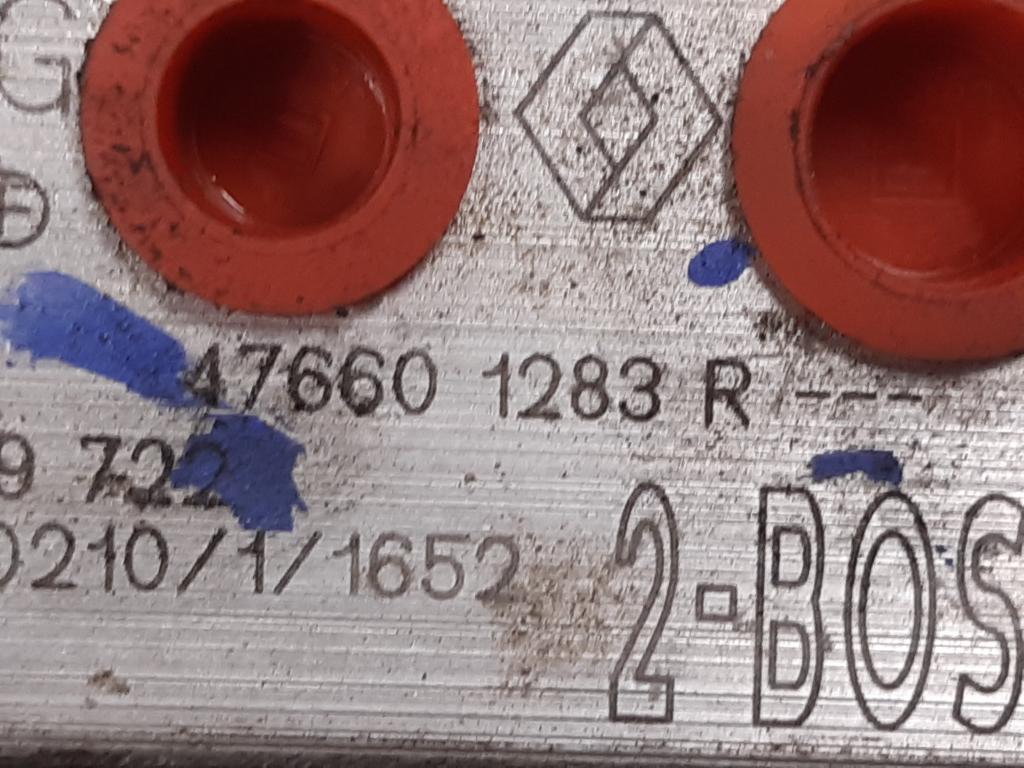 G
47660 1283 R ---
9 722
0210/1/1652
2-BOS